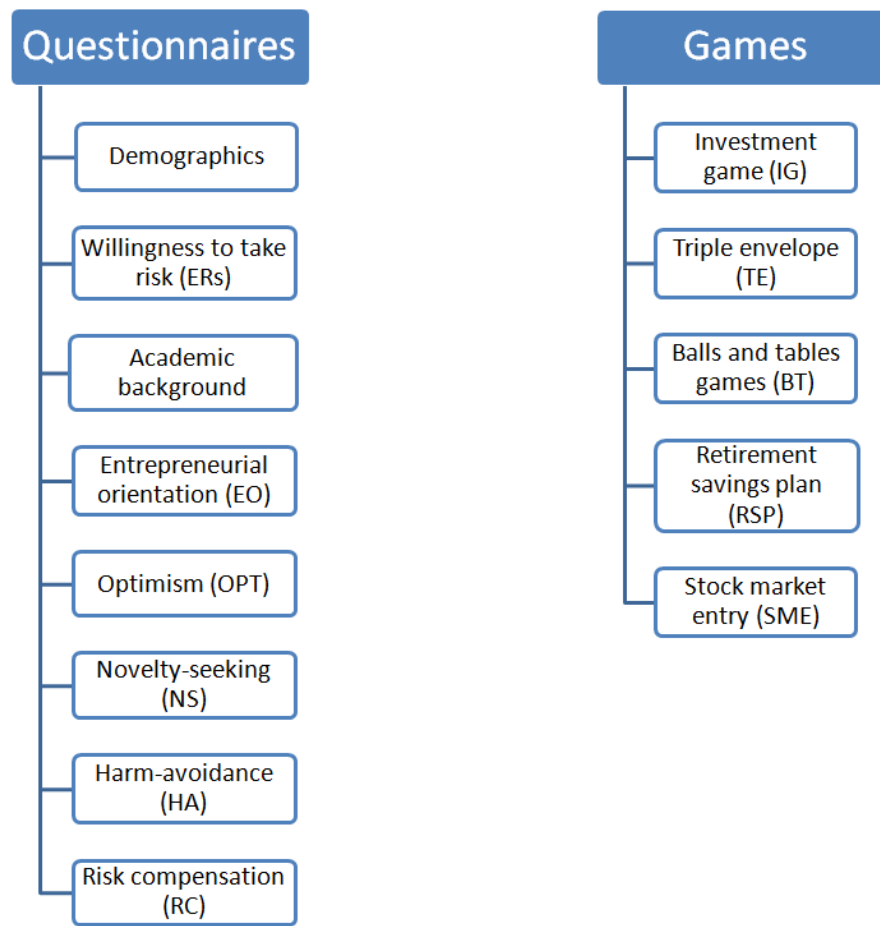 Questionnaires
Demographics
Willingness to take
risk (ERs)
Academic
background
Entrepreneurial
orientation (EO)
Optimism (OPT)
Novelty-seeking
(NS)
Harm-avoidance
(HA)
Risk compensation
(RC)
Games
Investment
game (IG)
Triple envelope
(TE)
Balls and tables
games (BT)
Retirement
savings plan
(RSP)
Stock market
entry (SME)